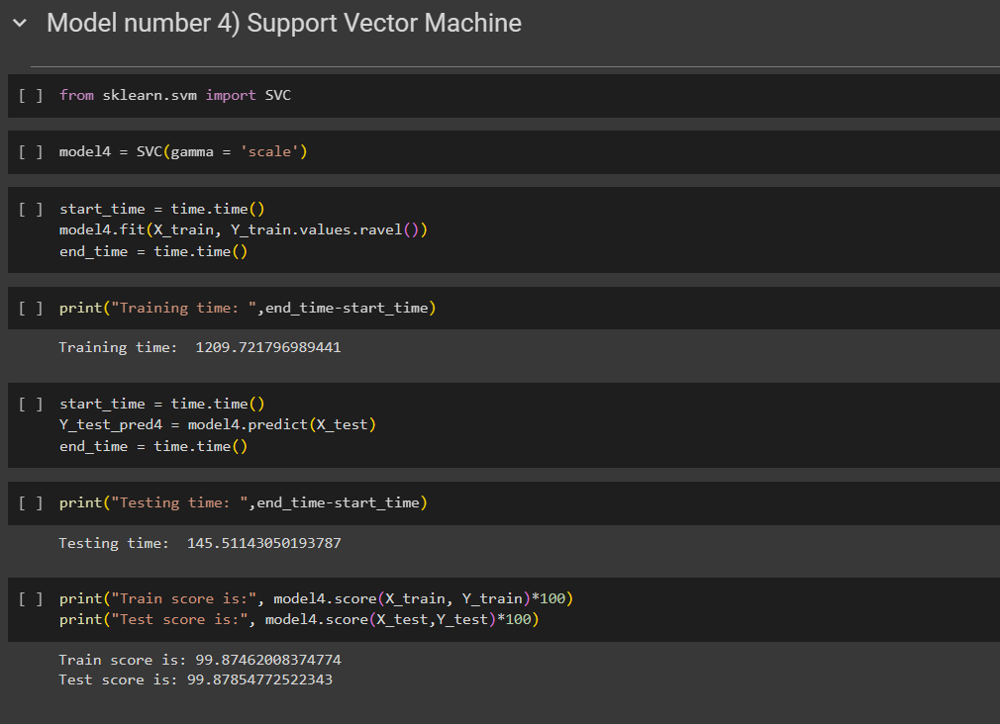 Model number 4) Support Vector Machine
[ ] from sklearn.svm import SVC
[ ] model4 = SVC(gamma = 'scale')
[ ] start_time = time.time()
model4.fit(X_train, Y_train.values.ravel())
end_time = time.time()
[ ] print("Training time: ",end_time-start_time)
Training time:  1209.721796989441
[ ] start_time = time.time()
Y_test_pred4 = model4.predict(X_test)
end_time = time.time()
[ ] print("Testing time: ",end_time-start_time)
Testing time:  145.51143050193787
[ ] print("Train score is:", model4.score(X_train, Y_train)*100)
print("Test score is:", model4.score(X_test,Y_test)*100)
Train score is: 99.87462008374774
Test score is: 99.87854772522343